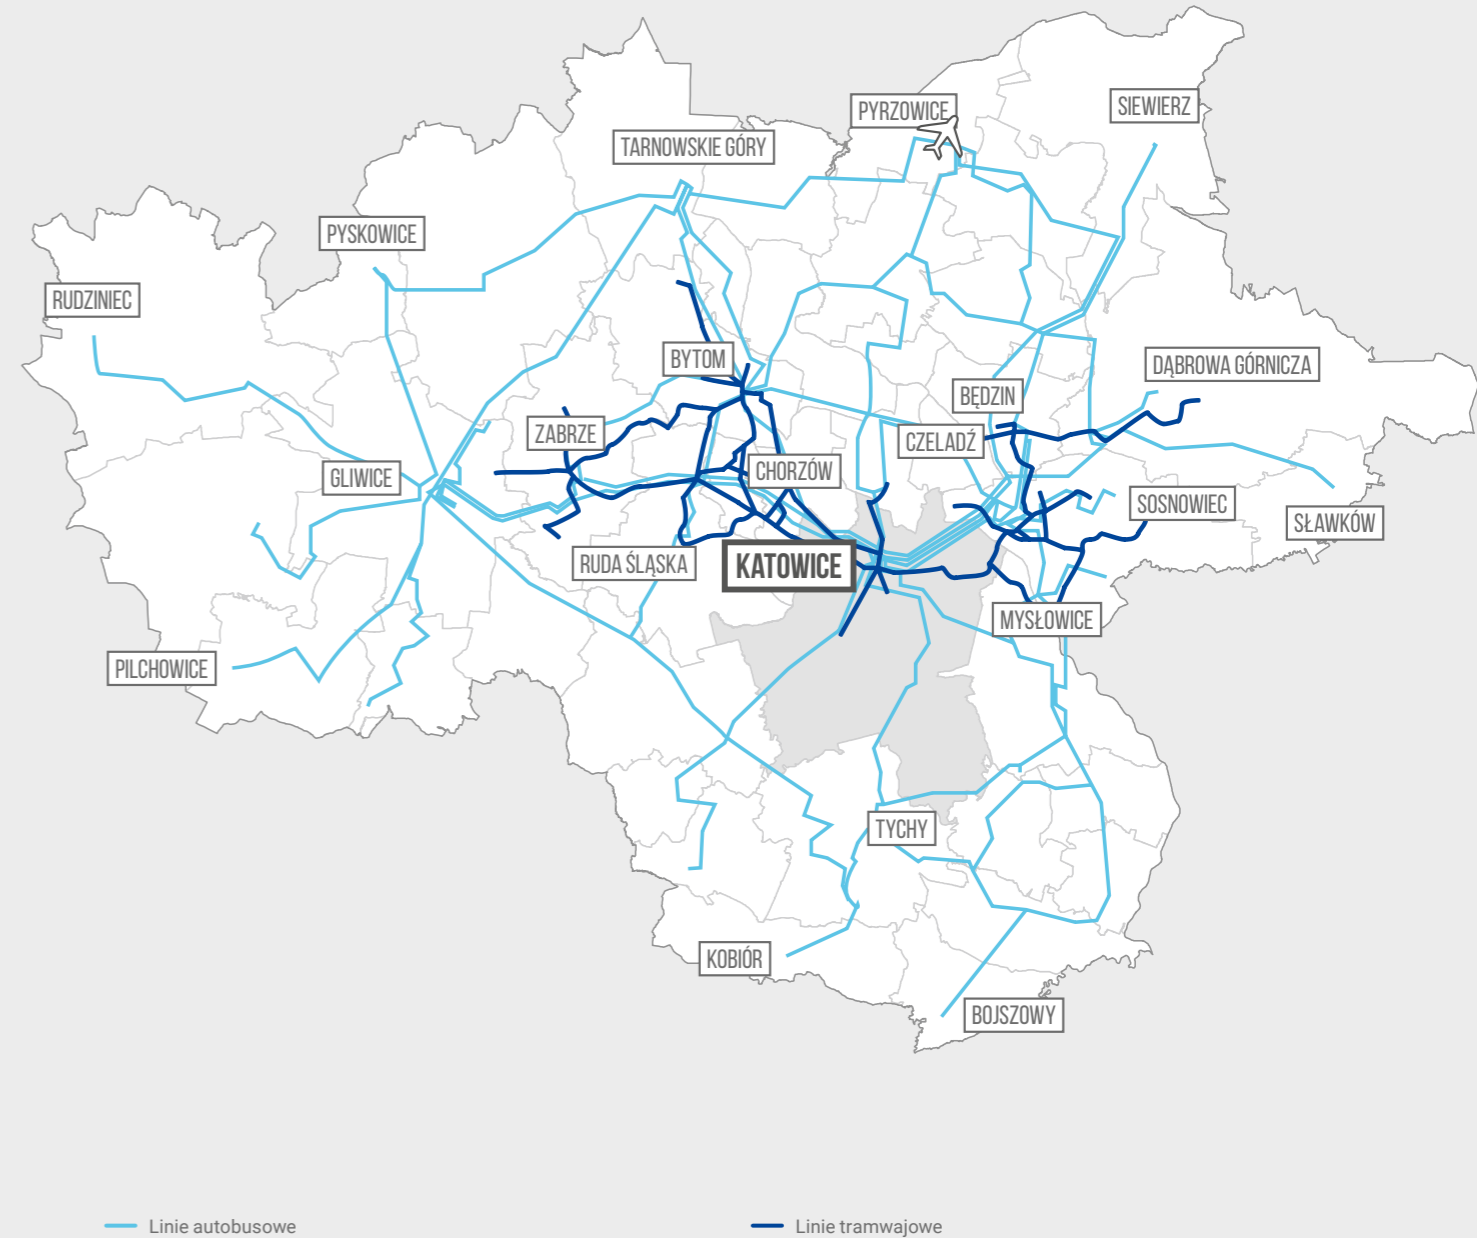 SIEWIERZ
PYRZOWICE
TARNOWSKIE GÓRY
PYSKOWICE
RUDZINIEC
BYTOM
DĄBROWA GÓRNICZA
BĘDZIN
ZABRZE
CZELADŹ
CHORZÓW
GLIWICE
SOSNOWIEC
SŁAWKÓW
RUDA ŚLĄSKA
KATOWICE
MYSŁOWICE
PILCHOWICE
TYCHY
KOBIÓR
BOJSZOWY
Linie autobusowe
Linie tramwajowe